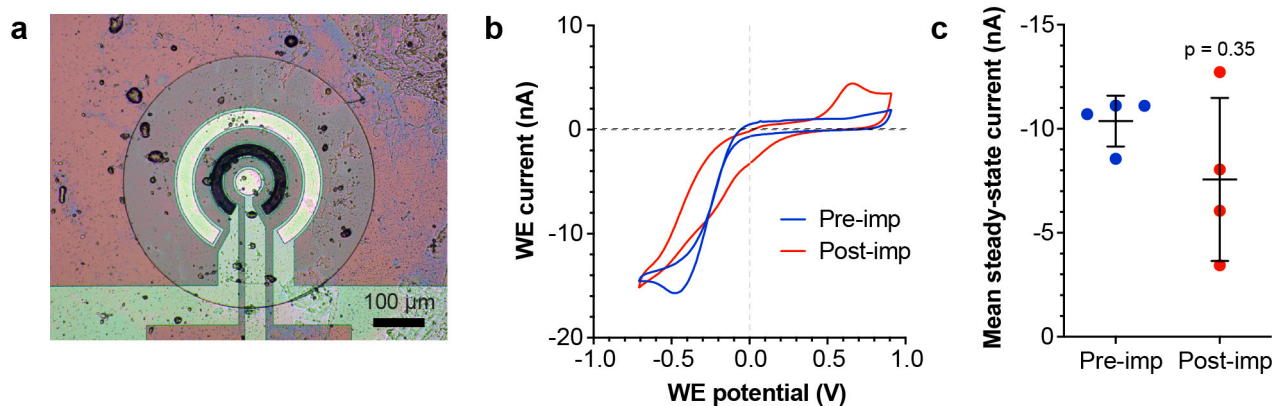 a
100 µm
b
WE current (nA)
10
0
-10
-20
-1.0
-0.5
0.0
0.5
1.0
WE potential (V)
Pre-imp
Post-imp
c
Mean steady-state current (nA)
-15
-10
-5
0
p = 0.35
Pre-imp
Post-imp